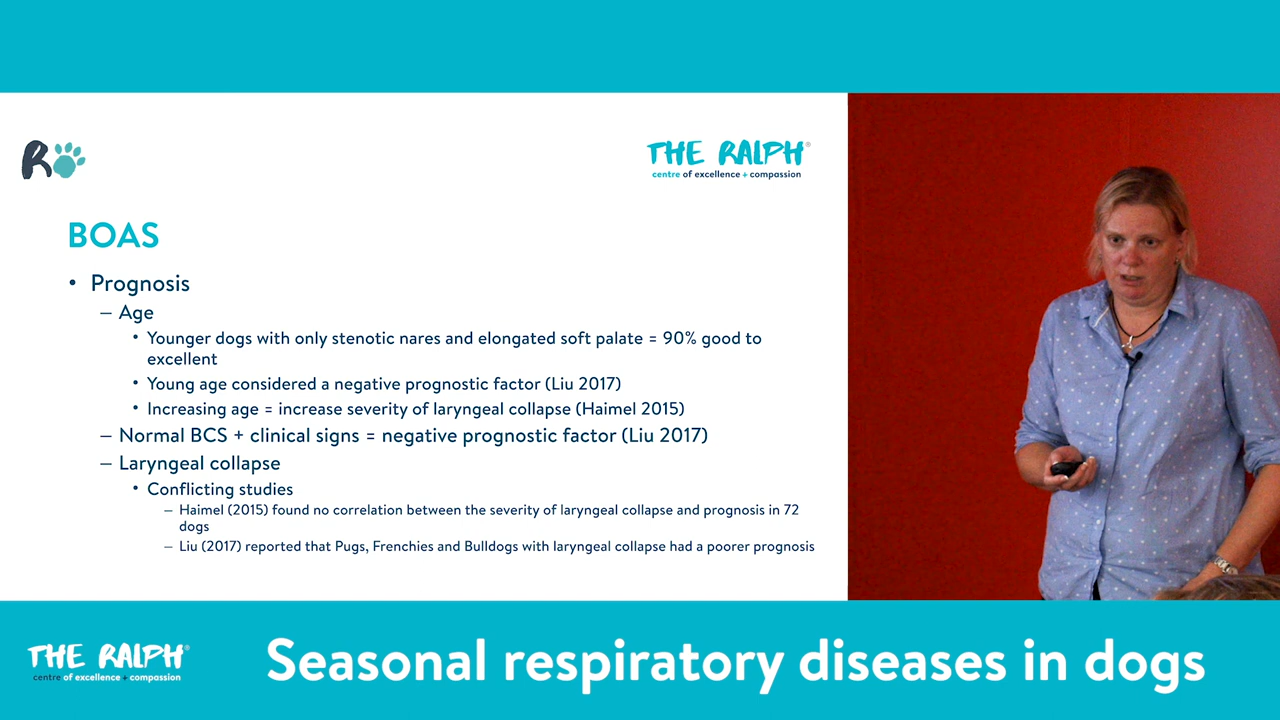 R
THE RALPH®
centre of excellence + compassion
BOAS
• Prognosis
– Age
• Younger dogs with only stenotic nares and elongated soft palate = 90% good to
excellent
• Young age considered a negative prognostic factor (Liu 2017)
• Increasing age = increase severity of laryngeal collapse (Haimel 2015)
– Normal BCS + clinical signs = negative prognostic factor (Liu 2017)
– Laryngeal collapse
• Conflicting studies
– Haimel (2015) found no correlation between the severity of laryngeal collapse and prognosis in 72
dogs
– Liu (2017) reported that Pugs, Frenchies and Bulldogs with laryngeal collapse had a poorer prognosis
THE RALPH®
centre of excellence + compassion
Seasonal respiratory diseases in dogs